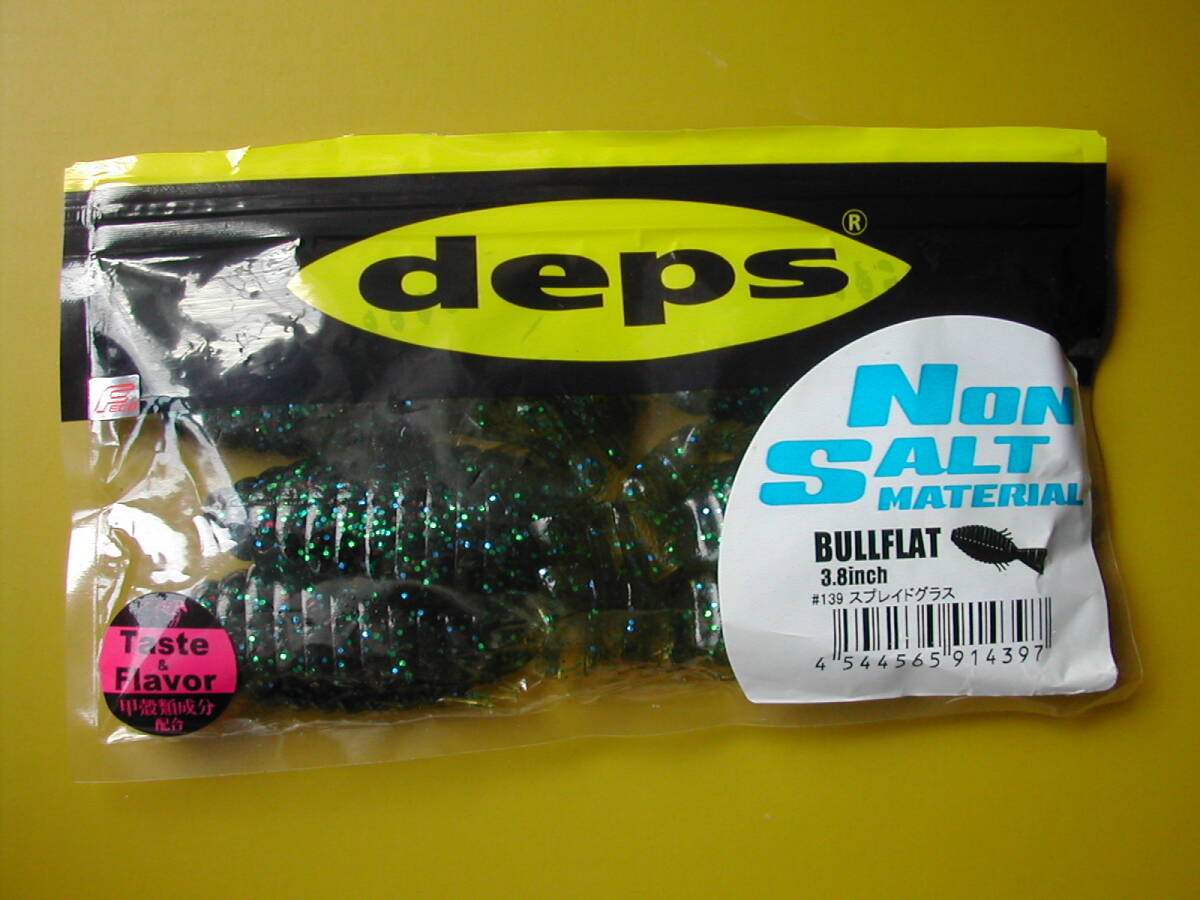 deps®
NON
SALT
MATERIAL
BULLFLAT
3.8inch
#139 スプレイドグラス
4 544565 914397
Taste
&
Flavor
甲殻類成分
配合